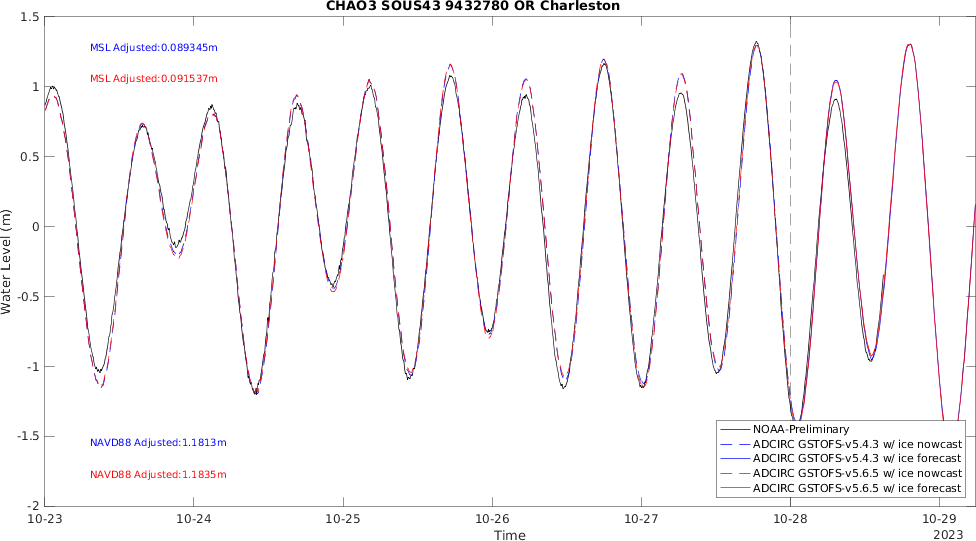 CHAO3 SOUS43 9432780 OR Charleston
1.5
1
0.5
0
-0.5
-1
-1.5
-2
Water Level (m)
MSL Adjusted:0.089345m
MSL Adjusted:0.091537m
NAVD88 Adjusted:1.1813m
NAVD88 Adjusted:1.1835m
NOAA-Preliminary
ADCIRC GSTOFS-v5.4.3 w/ ice nowcast
ADCIRC GSTOFS-v5.4.3 w/ ice forecast
ADCIRC GSTOFS-v5.6.5 w/ ice nowcast
ADCIRC GSTOFS-v5.6.5 w/ ice forecast
10-23 10-24 10-25 10-26 10-27 10-28 10-29
Time
2023